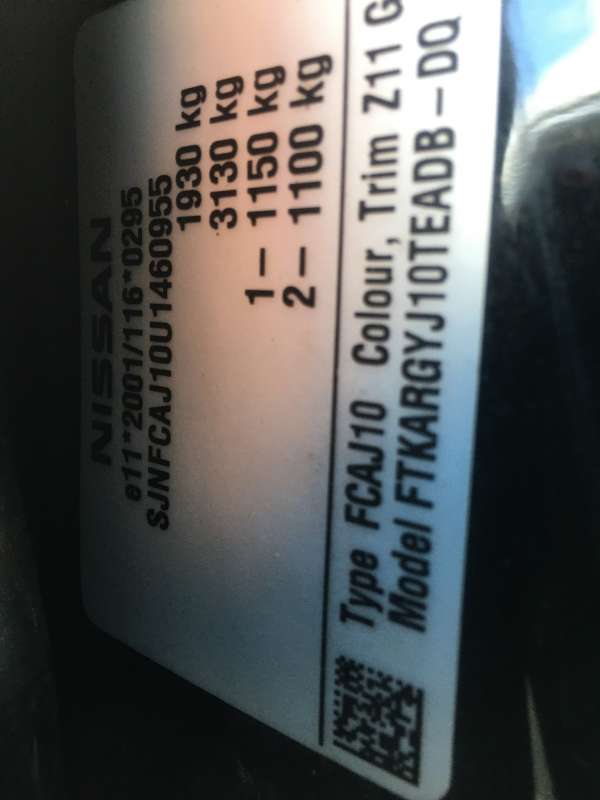 NISSAN
e11*2001/116*0295
SJNFCAJ10U1460955
1930 kg
3130 kg
1– 1150 kg
2– 1100 kg
Type FCAJ10 Colour, Trim Z11 G
Model FTKARGYJ10TEADB–DQ